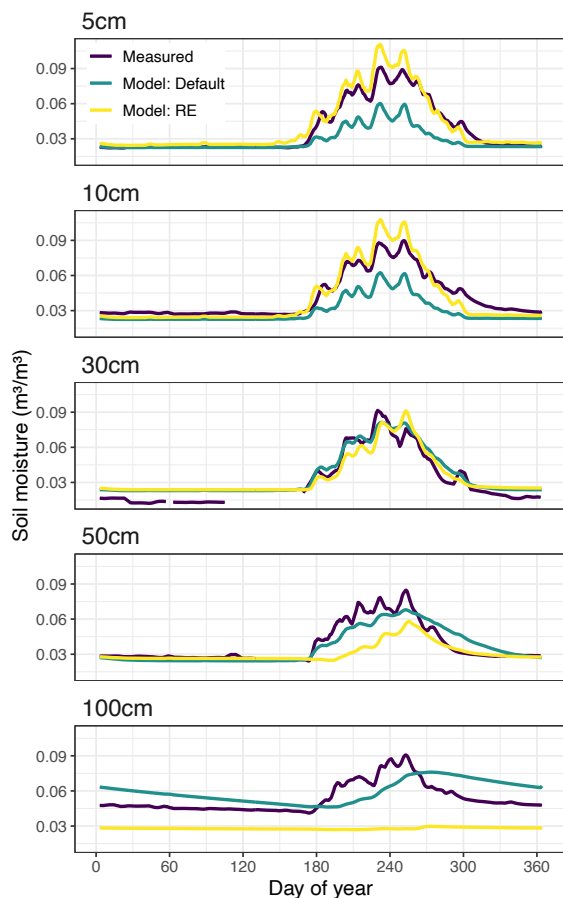 5cm
Measured
Model: Default
Model: RE
0.09
0.06
0.03
10cm
0.09
0.06
0.03
30cm
0.09
0.06
0.03
50cm
0.09
0.06
0.03
100cm
0.09
0.06
0.03
0 60 120 180 240 300 360
Day of year
Soil moisture (m³/m³)